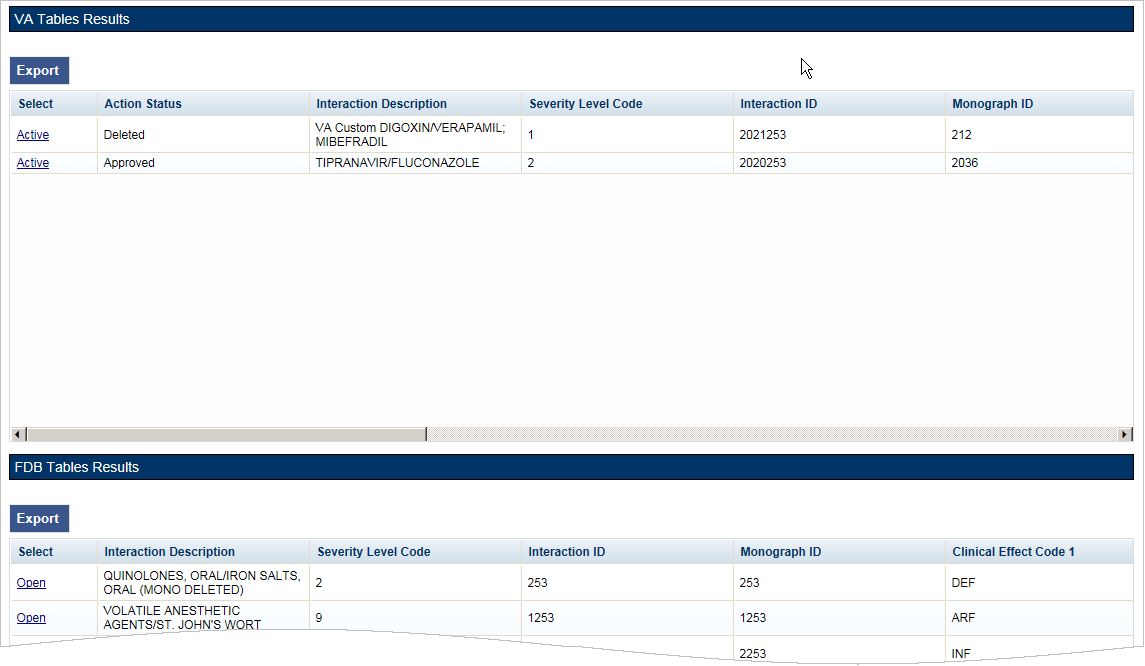 VA Tables Results
Export
Select Action Status Interaction Description Severity Level Code Interaction ID Monograph ID
Active Deleted VA Custom DIGOXIN/VERAPAMIL; 1 2021253 212
MIBEFRADIL
Active Approved TIPRANAVIR/FLUCONAZOLE 2 2020253 2036
FDB Tables Results
Export
Select Interaction Description Severity Level Code Interaction ID Monograph ID Clinical Effect Code 1
Open QUINOLONES, ORAL/IRON SALTS, 2 253 253 DEF
ORAL (MONO DELETED)
Open VOLATILE ANESTHETIC 9 1253 1253 ARF
AGENTS/ST. JOHN'S WORT
2253 INF